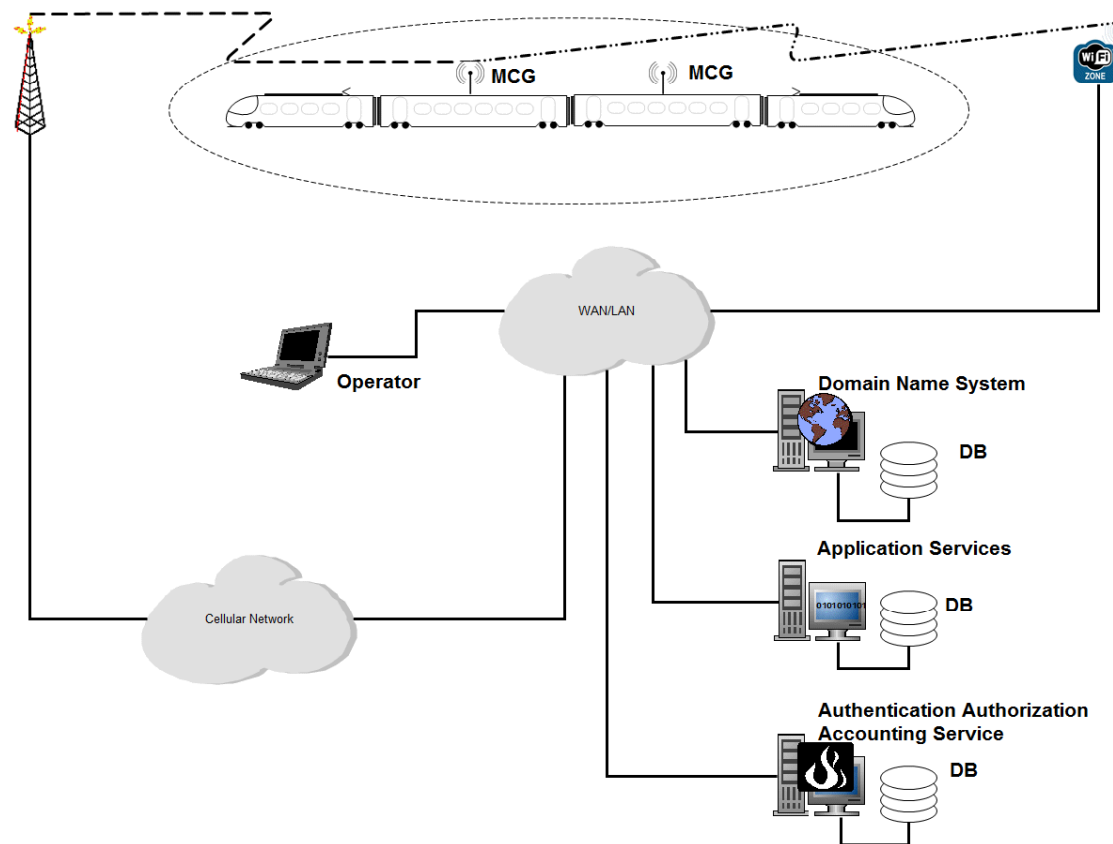 MCG
MCG
WiFi
ZONE
WAN/LAN
Operator
Domain Name System
DB
Application Services
0101010101
DB
Cellular Network
Authentication Authorization
Accounting Service
DB